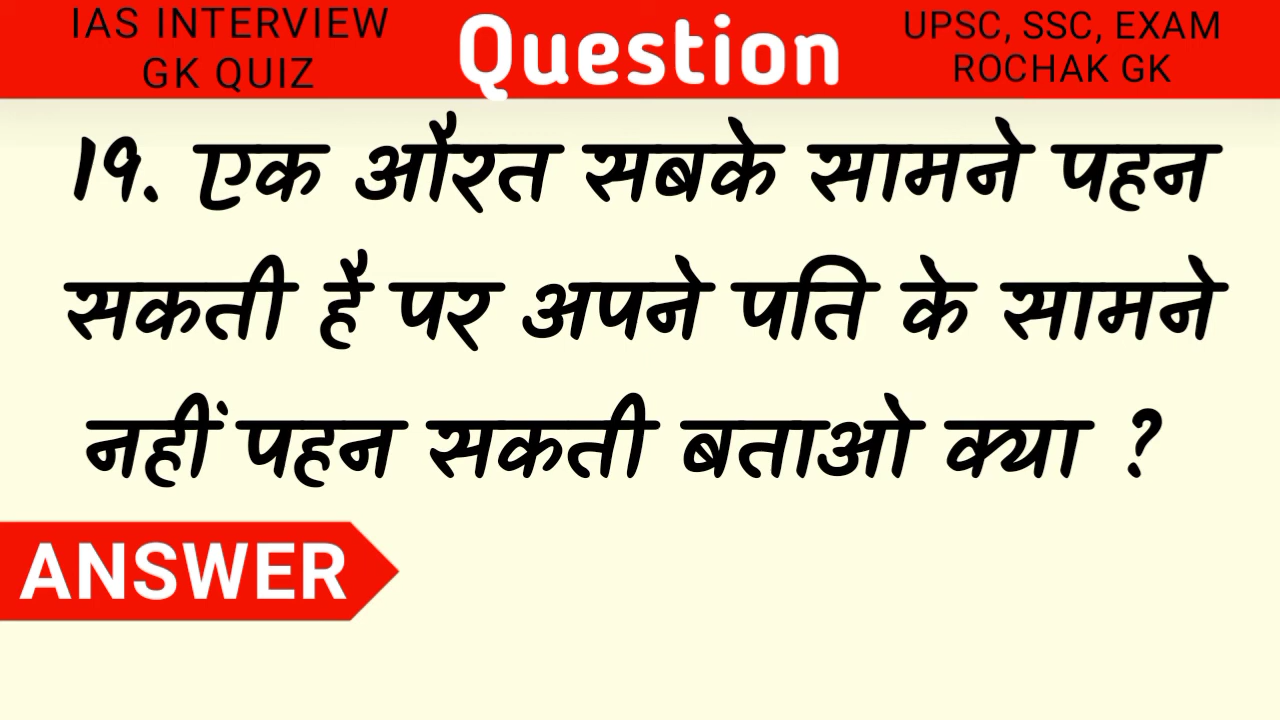 IAS INTERVIEW
GK QUIZ
Question
UPSC, SSC, EXAM
ROCHAK GK
19. एक औरत सबके सामने पहन
सकती है पर अपने पति के सामने
नहीं पहन सकती बताओ क्या ?
ANSWER